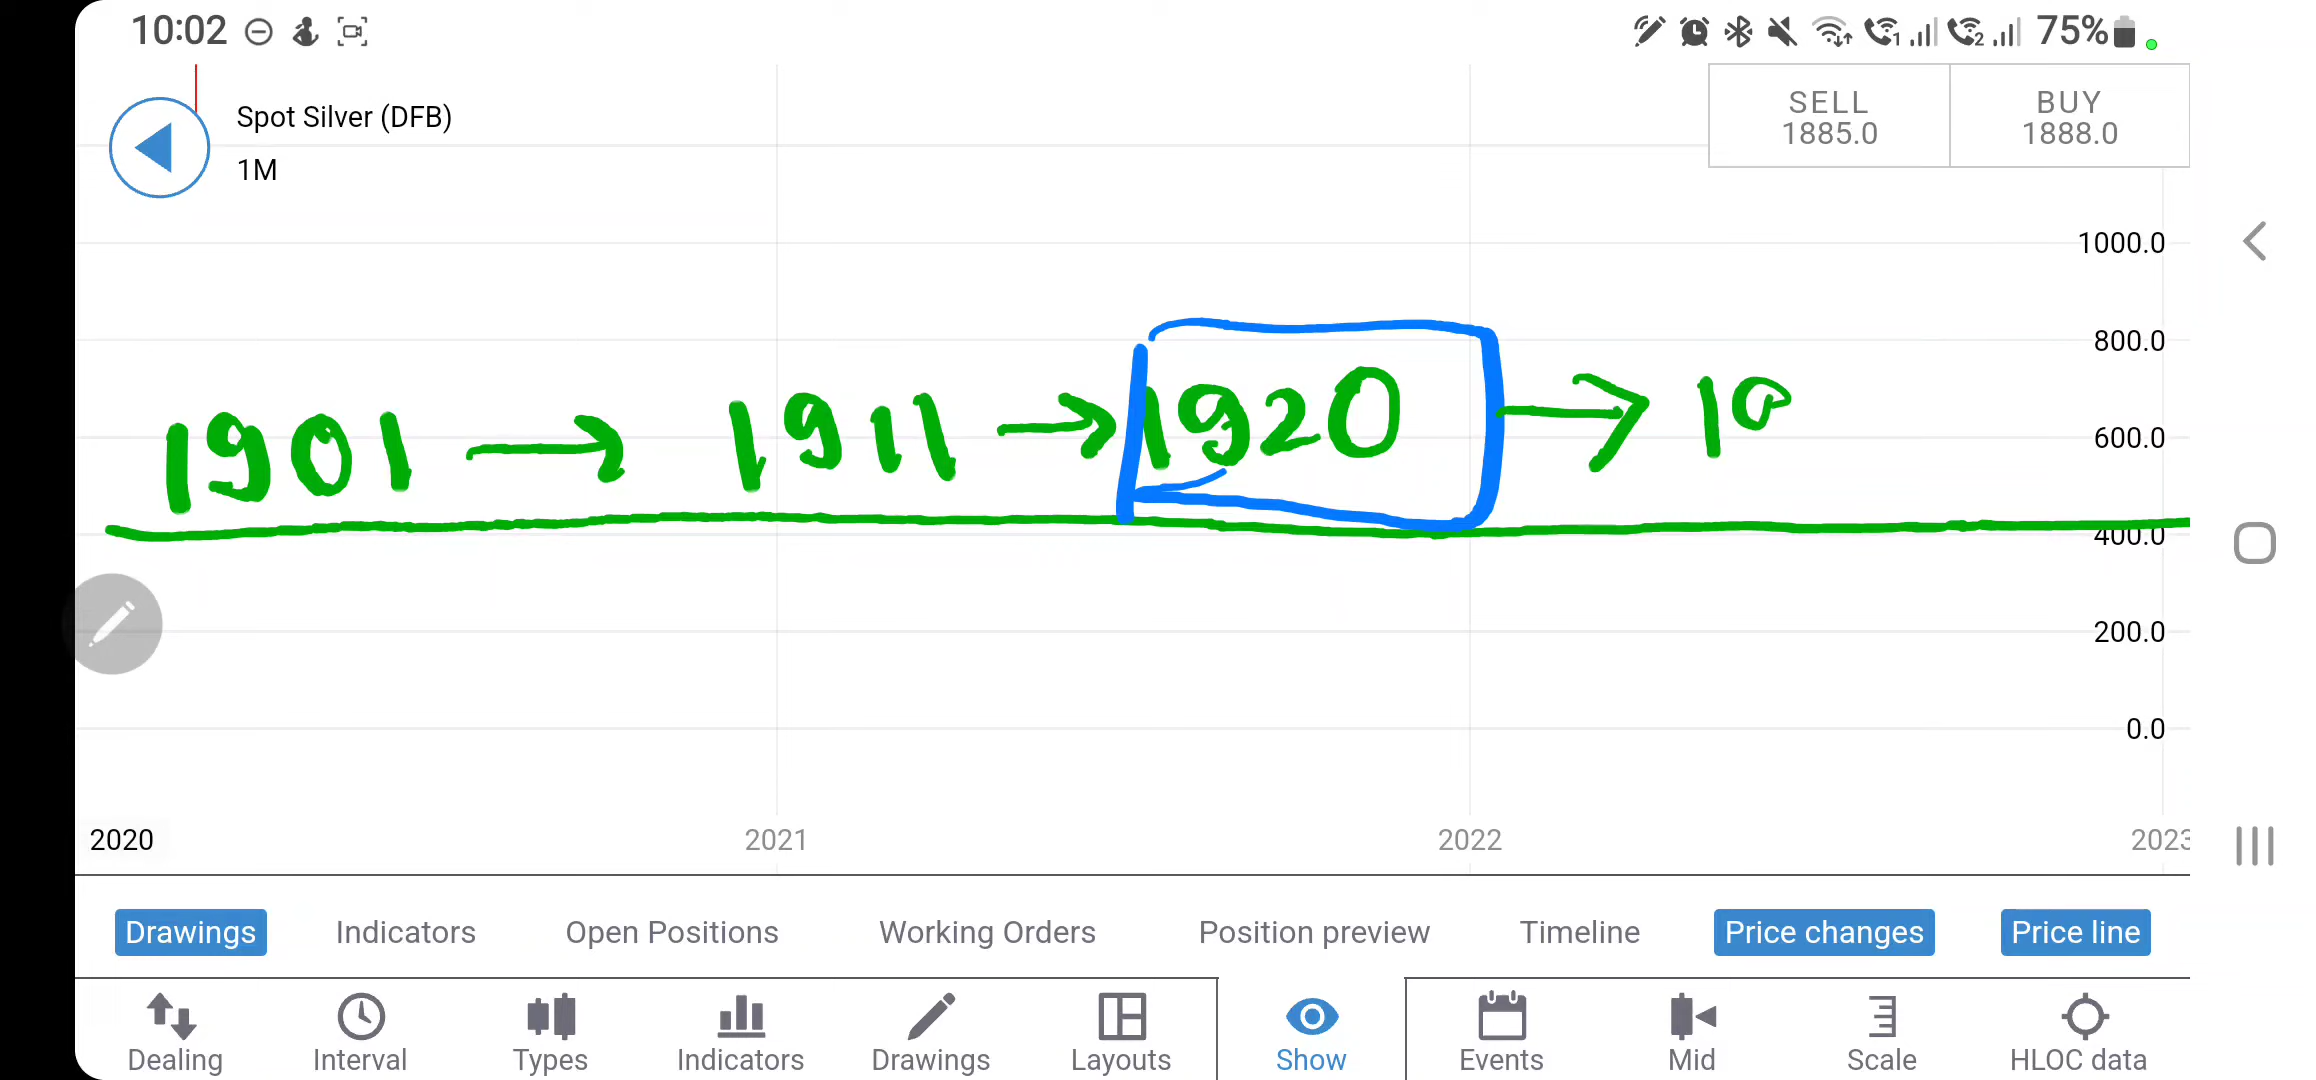 10:02 75%
Spot Silver (DFB)
1M
SELL BUY
1885.0 1888.0
1000.0
800.0
1901 → 1911 → 1920 →
600.0
400.0
200.0
0.0
2020 2021 2022 2023
Drawings Indicators Open Positions Working Orders Position preview Timeline Price changes Price line
Dealing Interval Types Indicators Drawings Layouts Show Events Mid Scale HLOC data